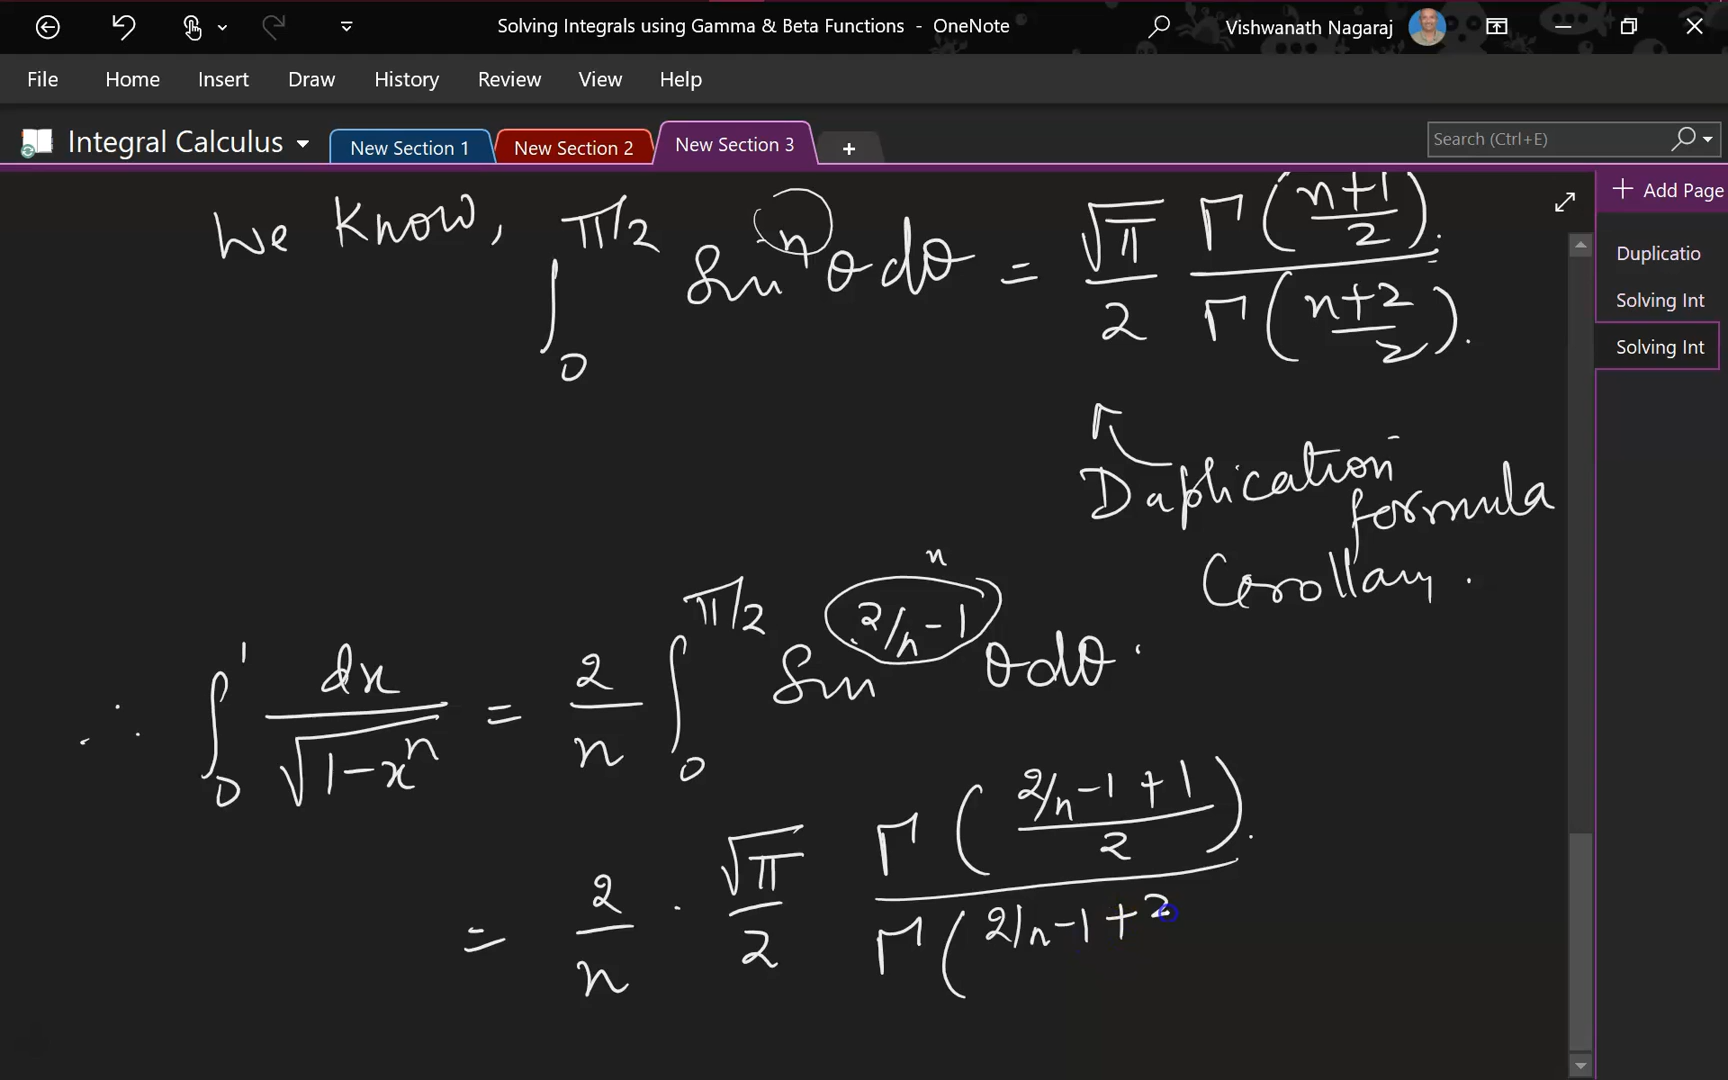 Solving Integrals using Gamma & Beta Functions - OneNote
Vishwanath Nagaraj
File Home Insert Draw History Review View Help
Integral Calculus
New Section 1
New Section 2
New Section 3
+
Search (Ctrl+E)
+ Add Page
Duplicatio
Solving Int
Solving Int
We know, ∫₀^(π/2) sinⁿθ dθ = √π/2 Γ((n+1)/2) / Γ((n+2)/2).
Duplication
formula
Corollary.
n
∴ ∫₀¹ dx/√(1-xⁿ) = 2/n ∫₀^(π/2) sin^(2/n-1) θ dθ.
= 2/n · √π/2 Γ((2/n-1+1)/2) / Γ(2/n-1+2